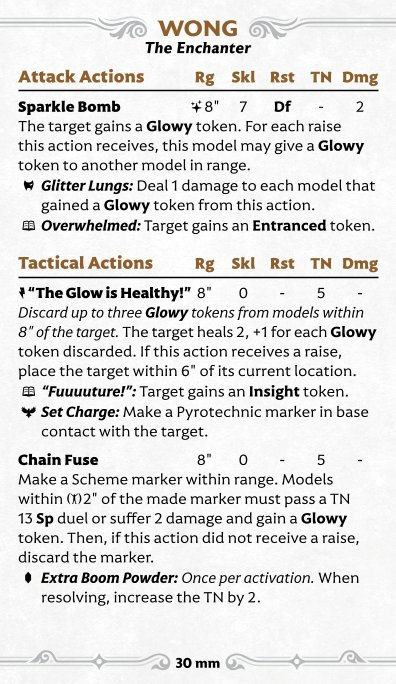 WONG
The Enchanter
Attack Actions Rg Skl Rst TN Dmg
Sparkle Bomb 8" 7 Df - 2
The target gains a Glowy token. For each raise
this action receives, this model may give a Glowy
token to another model in range.
Glitter Lungs: Deal 1 damage to each model that
gained a Glowy token from this action.
Overwhelmed: Target gains an Entranced token.
Tactical Actions Rg Skl Rst TN Dmg
“The Glow is Healthy!” 8" 0 - 5 -
Discard up to three Glowy tokens from models within
8" of the target. The target heals 2, +1 for each Glowy
token discarded. If this action receives a raise,
place the target within 6" of its current location.
“Fuuuuture!”: Target gains an Insight token.
Set Charge: Make a Pyrotechnic marker in base
contact with the target.
Chain Fuse 8" 0 - 5 -
Make a Scheme marker within range. Models
within 2" of the made marker must pass a TN
13 Sp duel or suffer 2 damage and gain a Glowy
token. Then, if this action did not receive a raise,
discard the marker.
Extra Boom Powder: Once per activation. When
resolving, increase the TN by 2.
30 mm